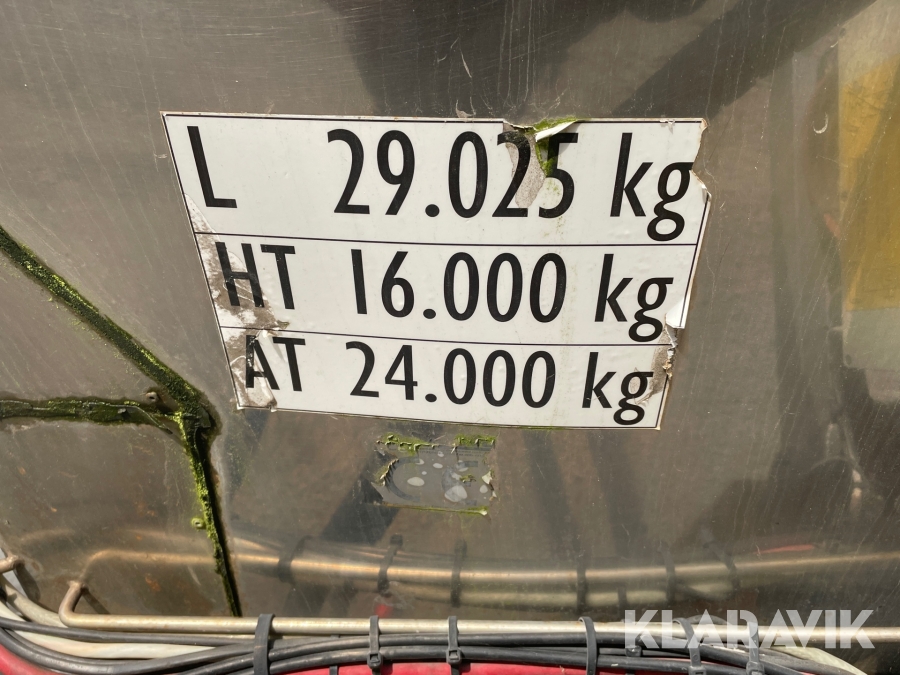 L 29.025 kg
HT 16.000 kg
AT 24.000 kg
KLARAVIK